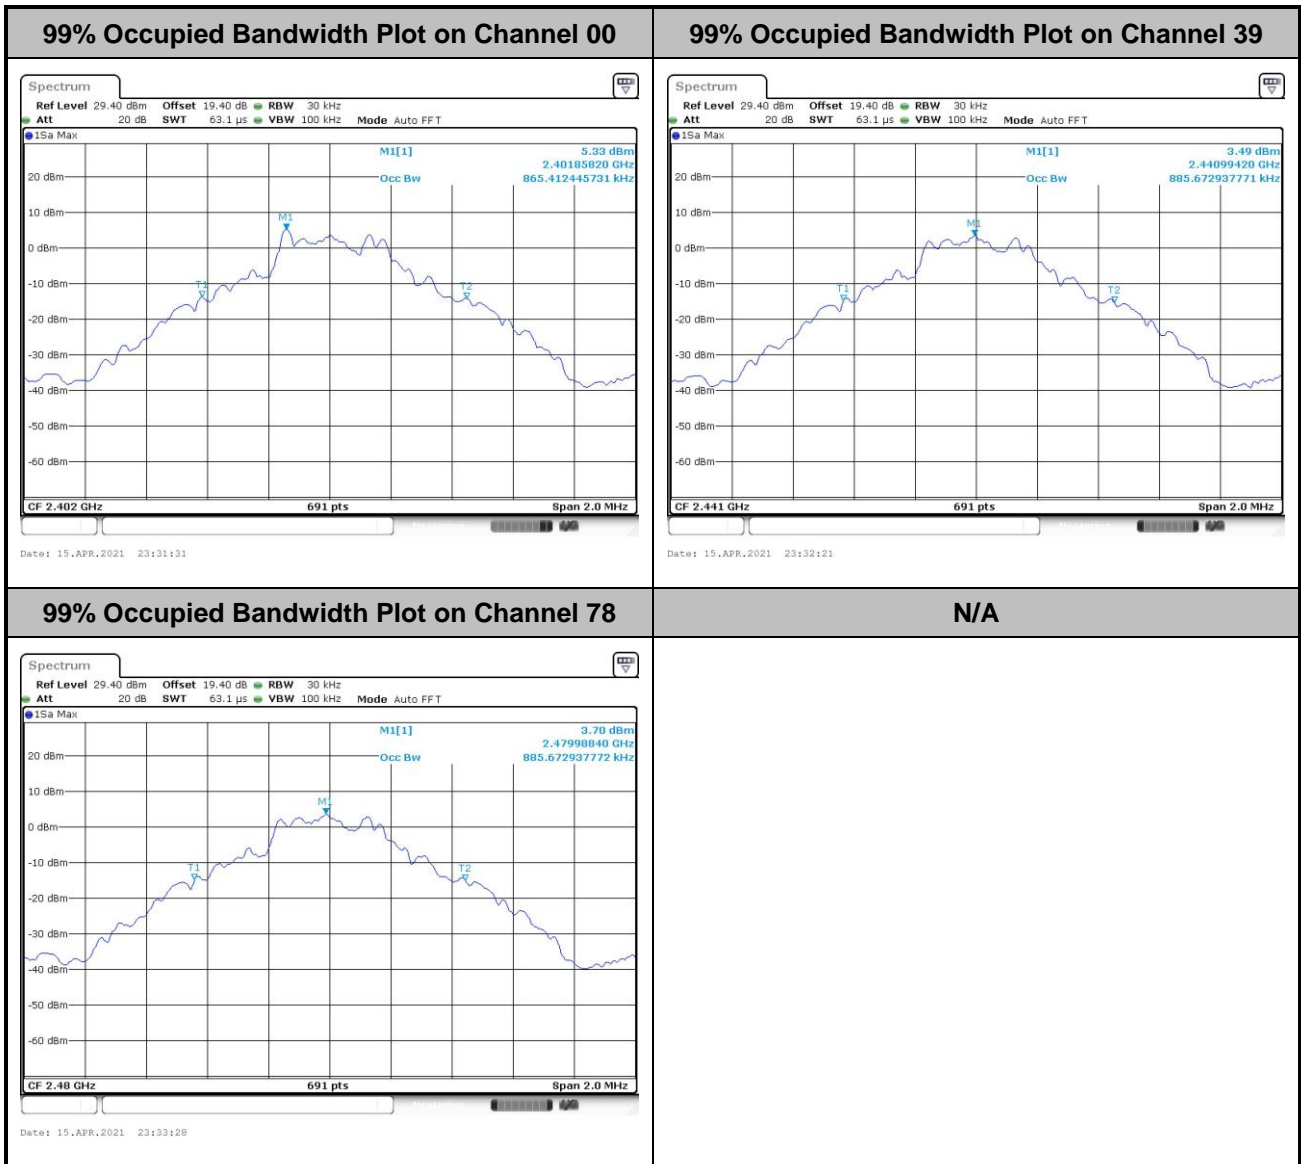 99% Occupied Bandwidth Plot on Channel 00
Spectrum
Ref Level 29.40 dBm Offset 19.40 dB RBW 30 kHz
Att 20 dB SWT 63.1 µs VBW 100 kHz Mode Auto FFT
1Sa Max
M1[1] 5.33 dBm
2.40185820 GHz
Occ Bw 865.412445731 kHz
20 dBm
10 dBm
M1
0 dBm
-10 dBm
T1
T2
-20 dBm
-30 dBm
-40 dBm
-50 dBm
-60 dBm
CF 2.402 GHz 691 pts Span 2.0 MHz
Date: 15.APR.2021 23:31:31
99% Occupied Bandwidth Plot on Channel 39
Spectrum
Ref Level 29.40 dBm Offset 19.40 dB RBW 30 kHz
Att 20 dB SWT 63.1 µs VBW 100 kHz Mode Auto FFT
1Sa Max
M1[1] 3.49 dBm
2.44099420 GHz
Occ Bw 885.672937771 kHz
20 dBm
10 dBm
M1
0 dBm
-10 dBm
T1
T2
-20 dBm
-30 dBm
-40 dBm
-50 dBm
-60 dBm
CF 2.441 GHz 691 pts Span 2.0 MHz
Date: 15.APR.2021 23:32:21
99% Occupied Bandwidth Plot on Channel 78
Spectrum
Ref Level 29.40 dBm Offset 19.40 dB RBW 30 kHz
Att 20 dB SWT 63.1 µs VBW 100 kHz Mode Auto FFT
1Sa Max
M1[1] 3.70 dBm
2.47998840 GHz
Occ Bw 885.672937772 kHz
20 dBm
10 dBm
M1
0 dBm
-10 dBm
T1
T2
-20 dBm
-30 dBm
-40 dBm
-50 dBm
-60 dBm
CF 2.48 GHz 691 pts Span 2.0 MHz
Date: 15.APR.2021 23:33:28
N/A